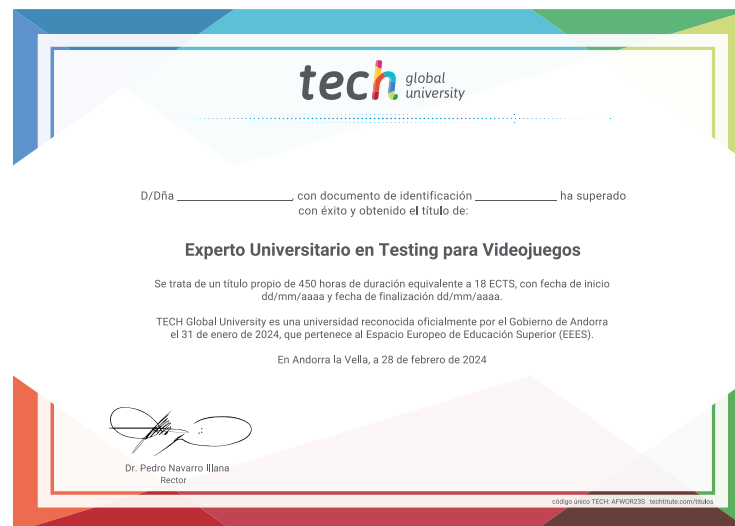 tech global university
D/Dña ____________________, con documento de identificación ______________ ha superado
con éxito y obtenido el título de:
Experto Universitario en Testing para Videojuegos
Se trata de un título propio de 450 horas de duración equivalente a 18 ECTS, con fecha de inicio
dd/mm/aaaa y fecha de finalización dd/mm/aaaa.
TECH Global University es una universidad reconocida oficialmente por el Gobierno de Andorra
el 31 de enero de 2024, que pertenece al Espacio Europeo de Educación Superior (EEES).
En Andorra la Vella, a 28 de febrero de 2024
Dr. Pedro Navarro Illana
Rector
código único TECH: AFWOR23S techtitute.com/titulos